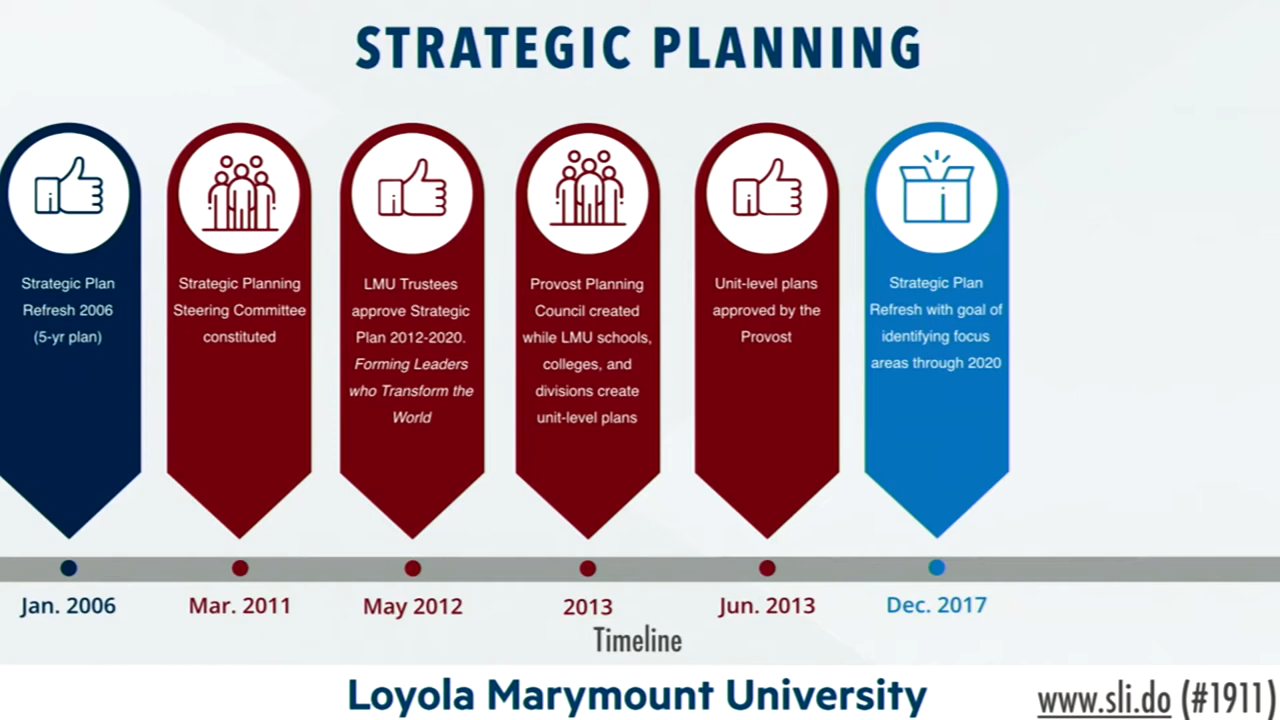 STRATEGIC PLANNING
Strategic Plan
Refresh 2006
(5-yr plan)
Strategic Planning
Steering Committee
constituted
LMU Trustees
approve Strategic
Plan 2012-2020.
Forming Leaders
who Transform the
World
Provost Planning
Council created
while LMU schools,
colleges, and
divisions create
unit-level plans
Unit-level plans
approved by the
Provost
Strategic Plan
Refresh with goal of
identifying focus
areas through 2020
Jan. 2006
Mar. 2011
May 2012
2013
Jun. 2013
Dec. 2017
Timeline
Loyola Marymount University
www.sli.do (#1911)